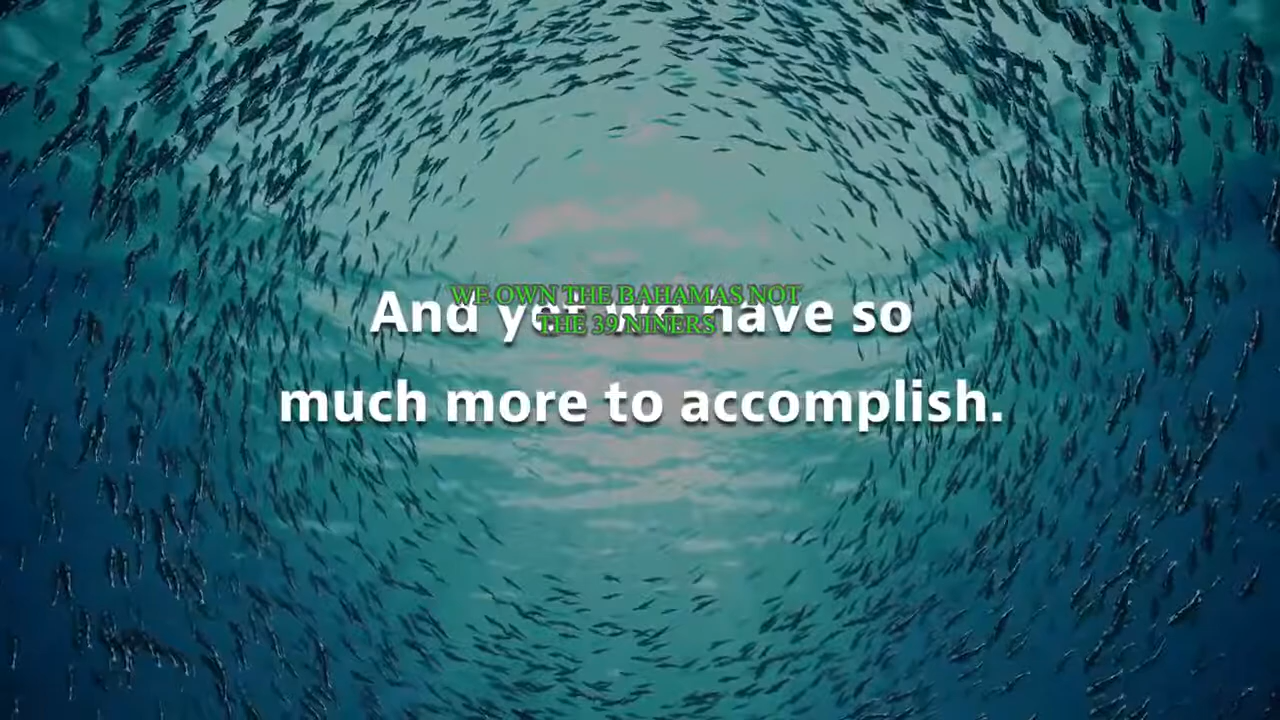 WE OWN THE BAHAMAS NOT
THE 39 NINERS
And yet we have so
much more to accomplish.